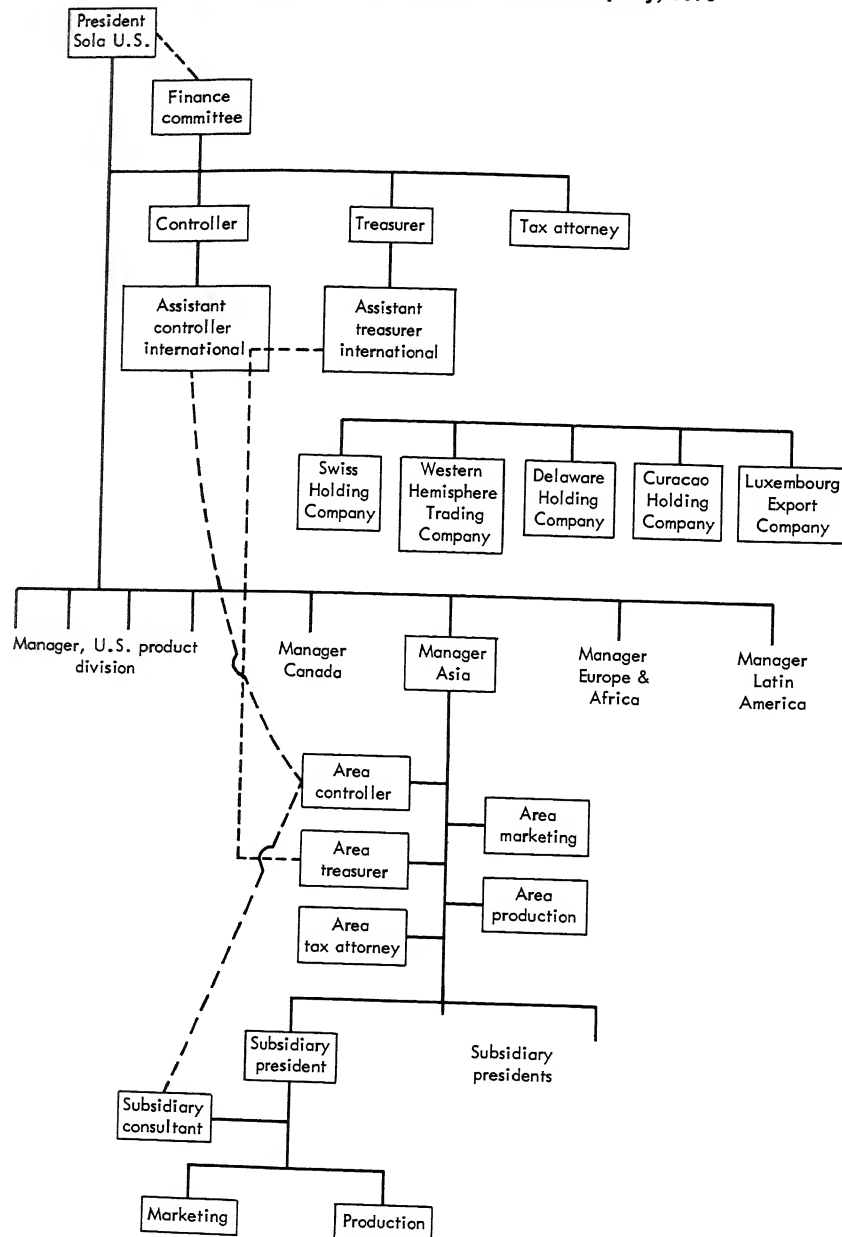 President
Sola U.S.
Finance
committee
Controller
Treasurer
Tax attorney
Assistant
controller
international
Assistant
treasurer
international
Swiss
Holding
Company
Western
Hemisphere
Trading
Company
Delaware
Holding
Company
Curacao
Holding
Company
Luxembourg
Export
Company
Manager, U.S. product
division
Manager
Canada
Manager
Asia
Manager
Europe &
Africa
Manager
Latin
America
Area
controller
Area
marketing
Area
treasurer
Area
production
Area
tax attorney
Subsidiary
president
Subsidiary
presidents
Subsidiary
consultant
Marketing
Production